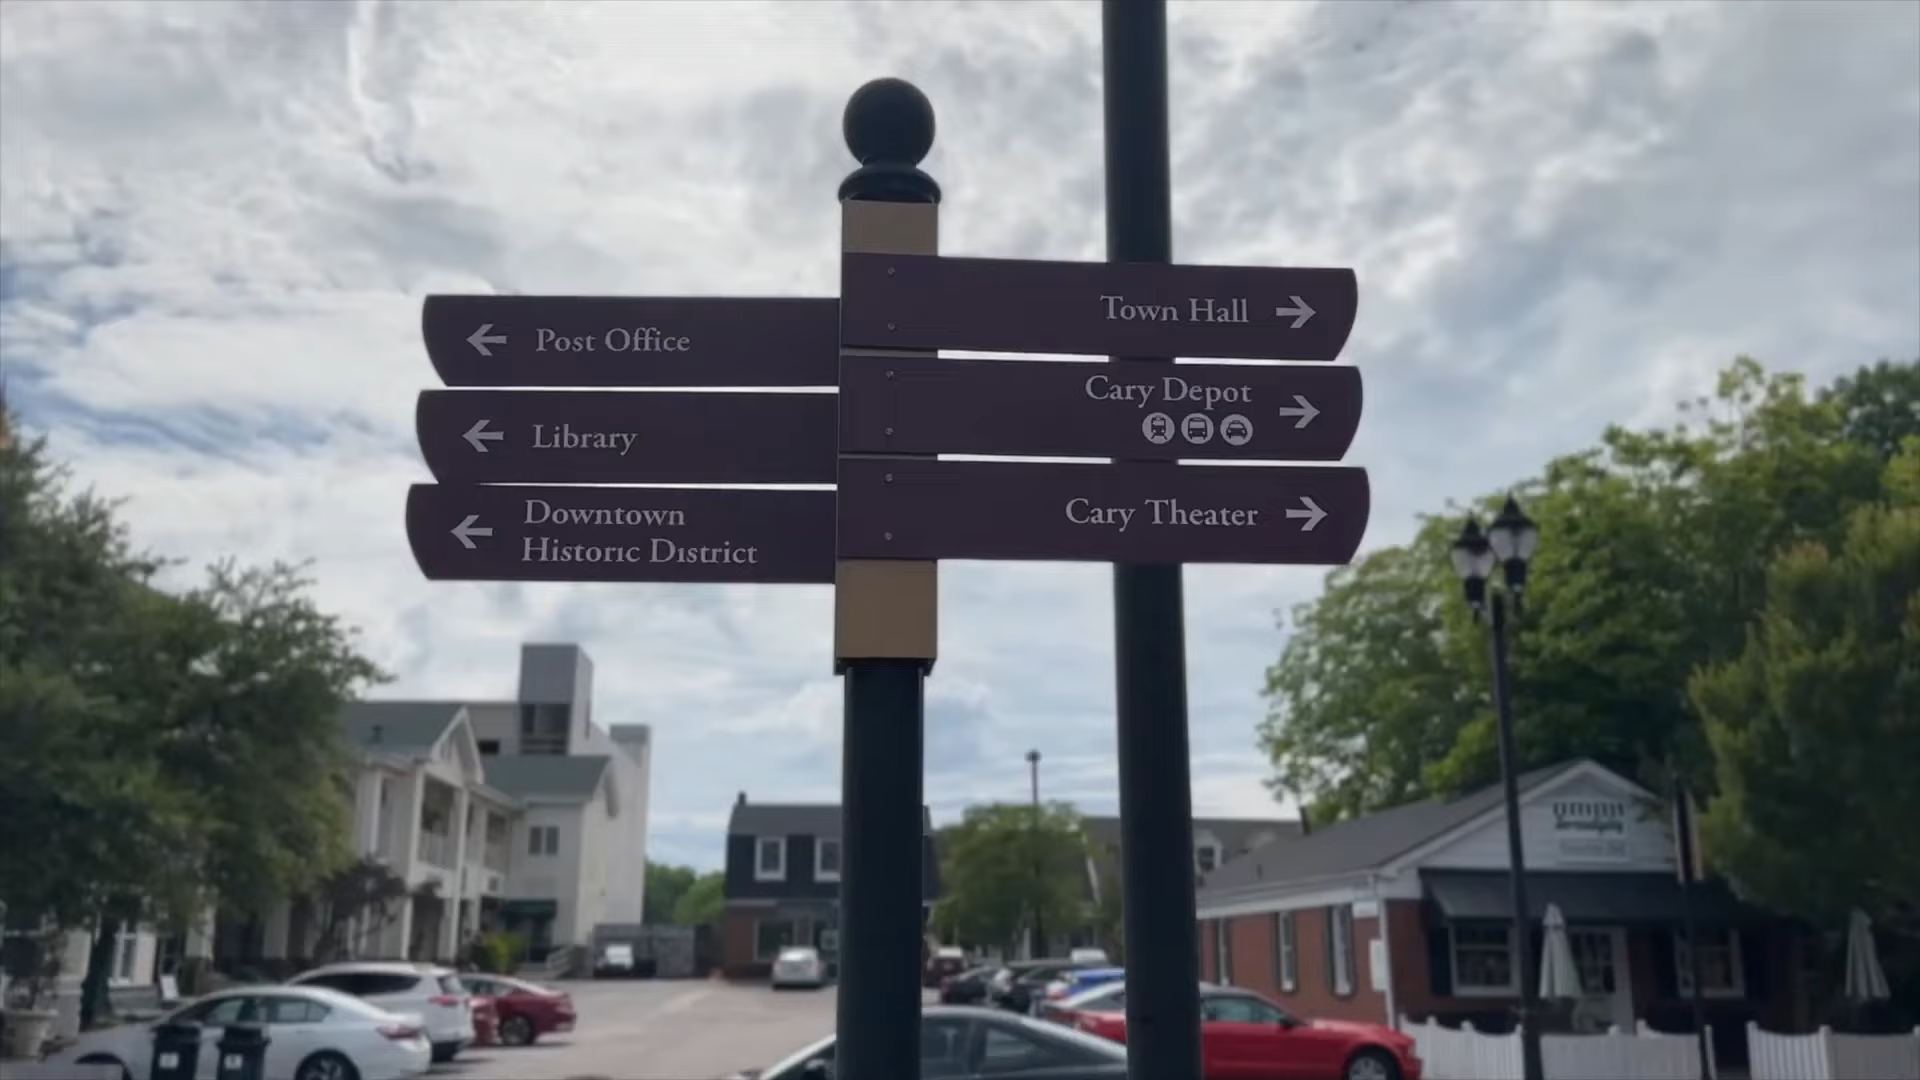 Post Office
Library
Downtown
Historic District
Town Hall
Cary Depot
Cary Theater